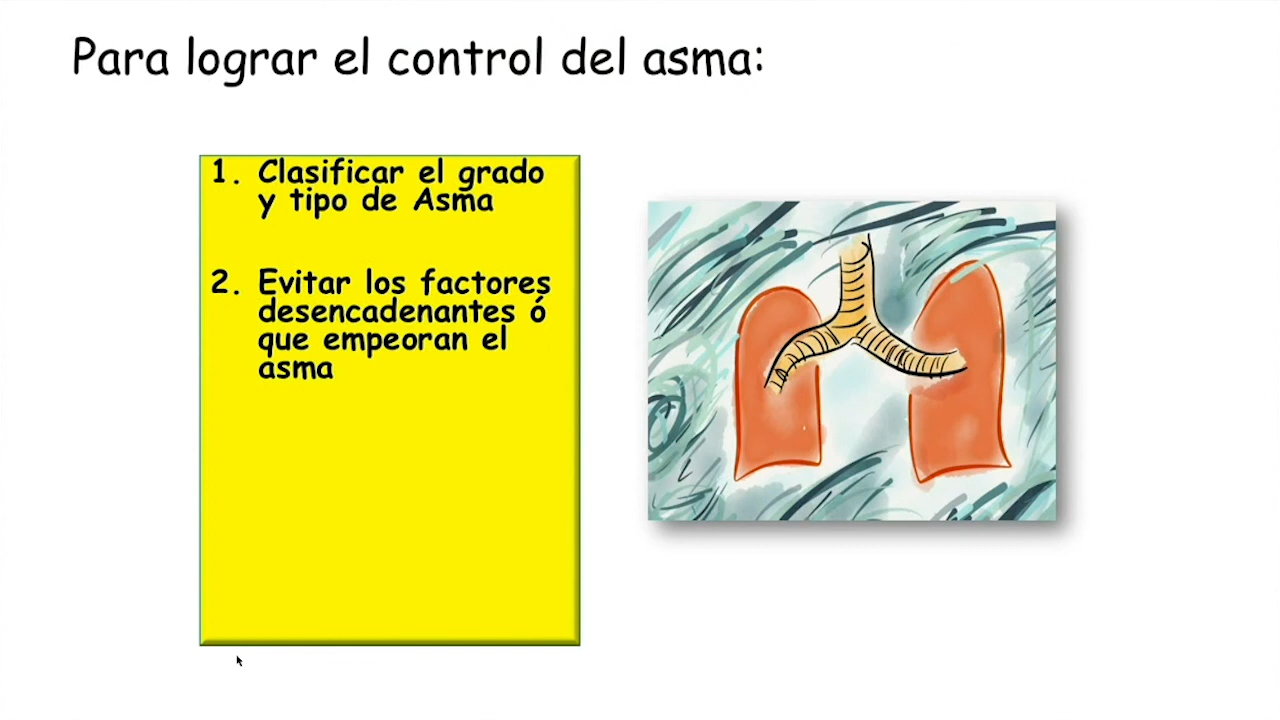 Para lograr el control del asma:
1. Clasificar el grado
y tipo de Asma
2. Evitar los factores
desencadenantes ó
que empeoran el
asma